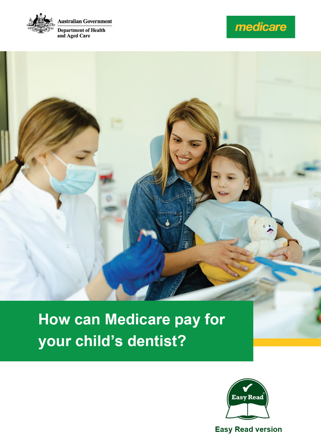 Australian Government
Department of Health
and Aged Care
medicare
How can Medicare pay for
your child's dentist?
Easy Read
Easy Read version